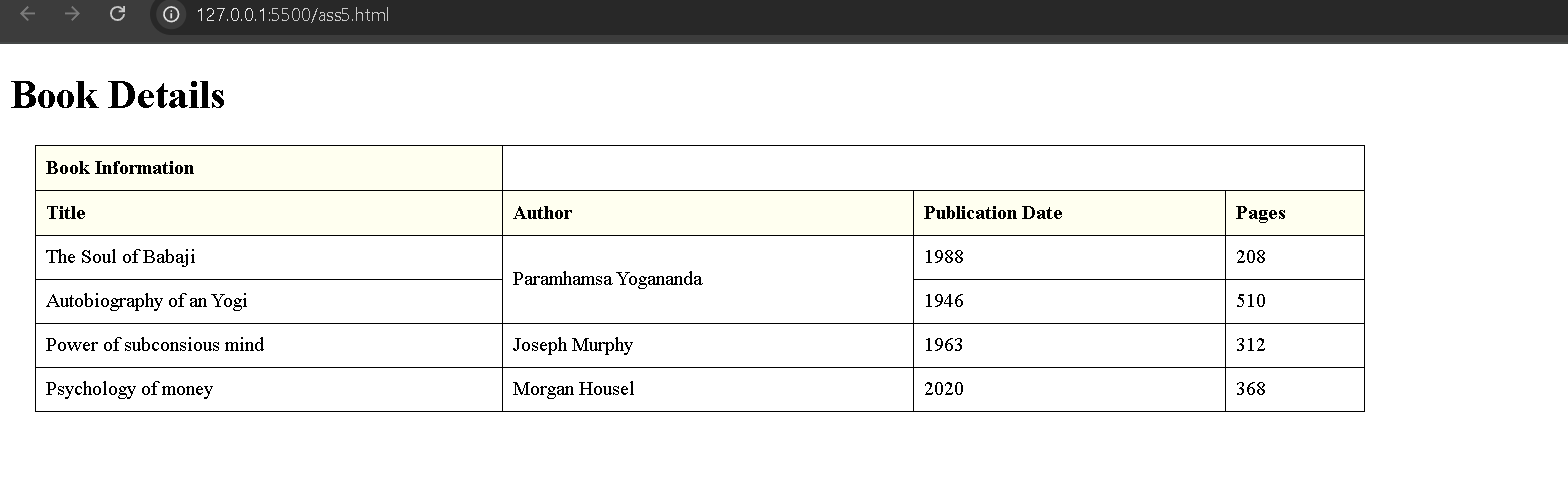 127.0.0.1:5500/ass5.html
Book Details
Book Information
Title Author Publication Date Pages
The Soul of Babaji Paramhamsa Yogananda 1988 208
Autobiography of an Yogi 1946 510
Power of subconsious mind Joseph Murphy 1963 312
Psychology of money Morgan Housel 2020 368